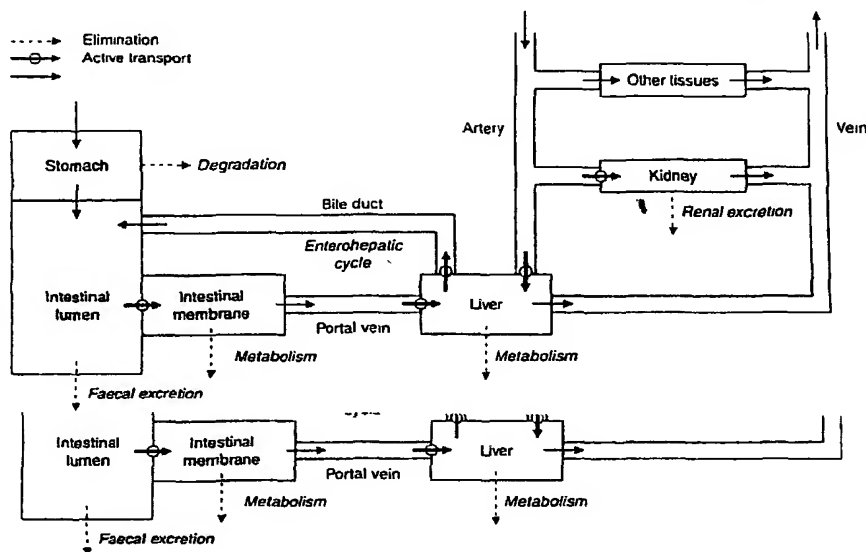 Elimination
Active transport
Other tissues
Artery
Vein
Stomach
Degradation
Kidney
Bile duct
Renal excretion
Enterohepatic
cycle
Intestinal
lumen
Intestinal
membrane
Liver
Portal vein
Metabolism
Metabolism
Faecal excretion
Intestinal
lumen
Intestinal
membrane
Liver
Portal vein
Metabolism
Metabolism
Faecal excretion